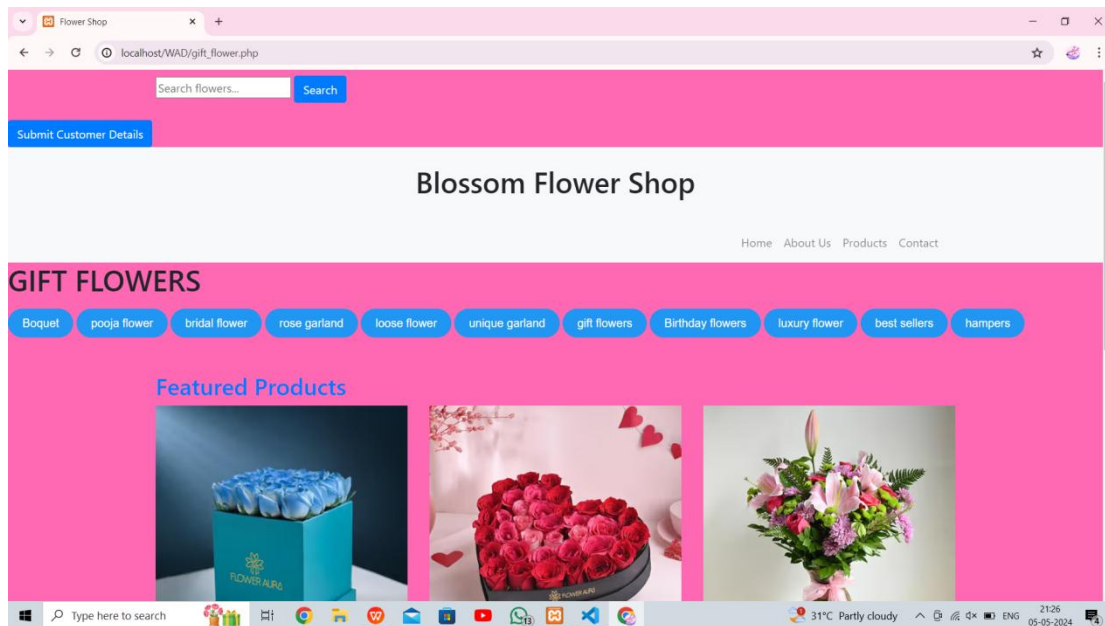 Flower Shop
localhost/WAD/gift_flower.php
Search flowers... Search
Submit Customer Details
Blossom Flower Shop
Home About Us Products Contact
GIFT FLOWERS
Boquet pooja flower bridal flower rose garland loose flower unique garland gift flowers Birthday flowers luxury flower best sellers hampers
Featured Products
FLOWER AURA
FLOWER AURA
Type here to search 13 31°C Partly cloudy ENG 21:26
05-05-2024 4